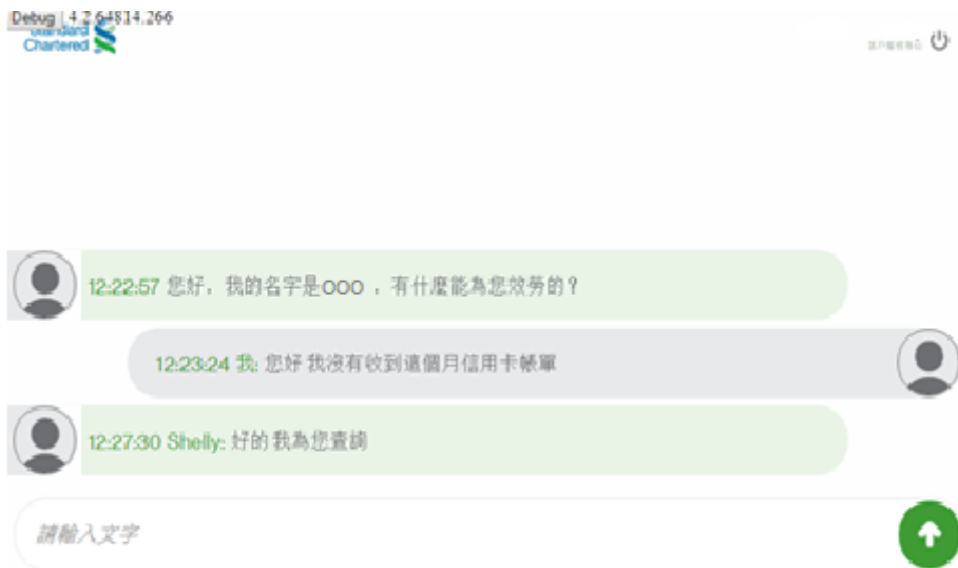 Debug 4.2.64814.266
Standard
Chartered
12:22:57 您好，我的名字是OOO ，有什麼能為您效勞的？
12:23:24 我: 您好 我沒有收到這個月信用卡帳單
12:27:30 Shelly: 好的 我為您查詢
請輸入文字